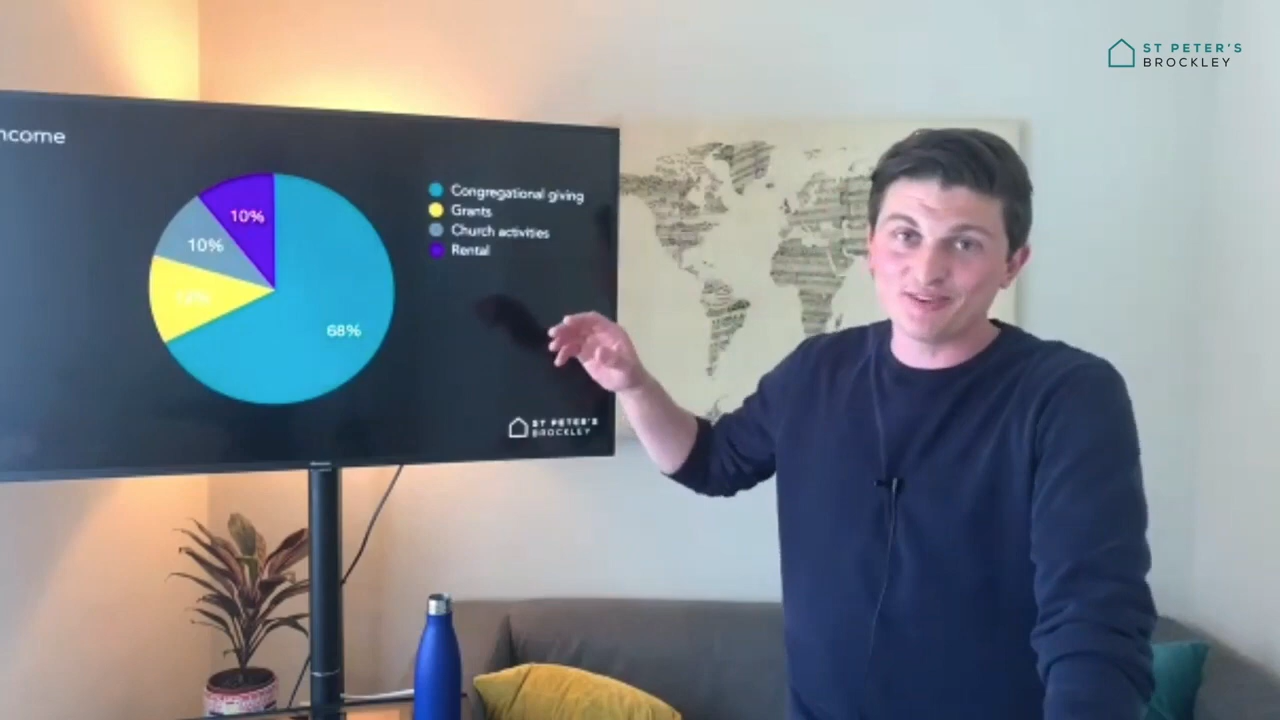 ST PETER'S
BROCKLEY
ncome
10%
10%
68%
Congregational giving
Grants
Church activities
Rental
ST PETER'S
BROCKLEY